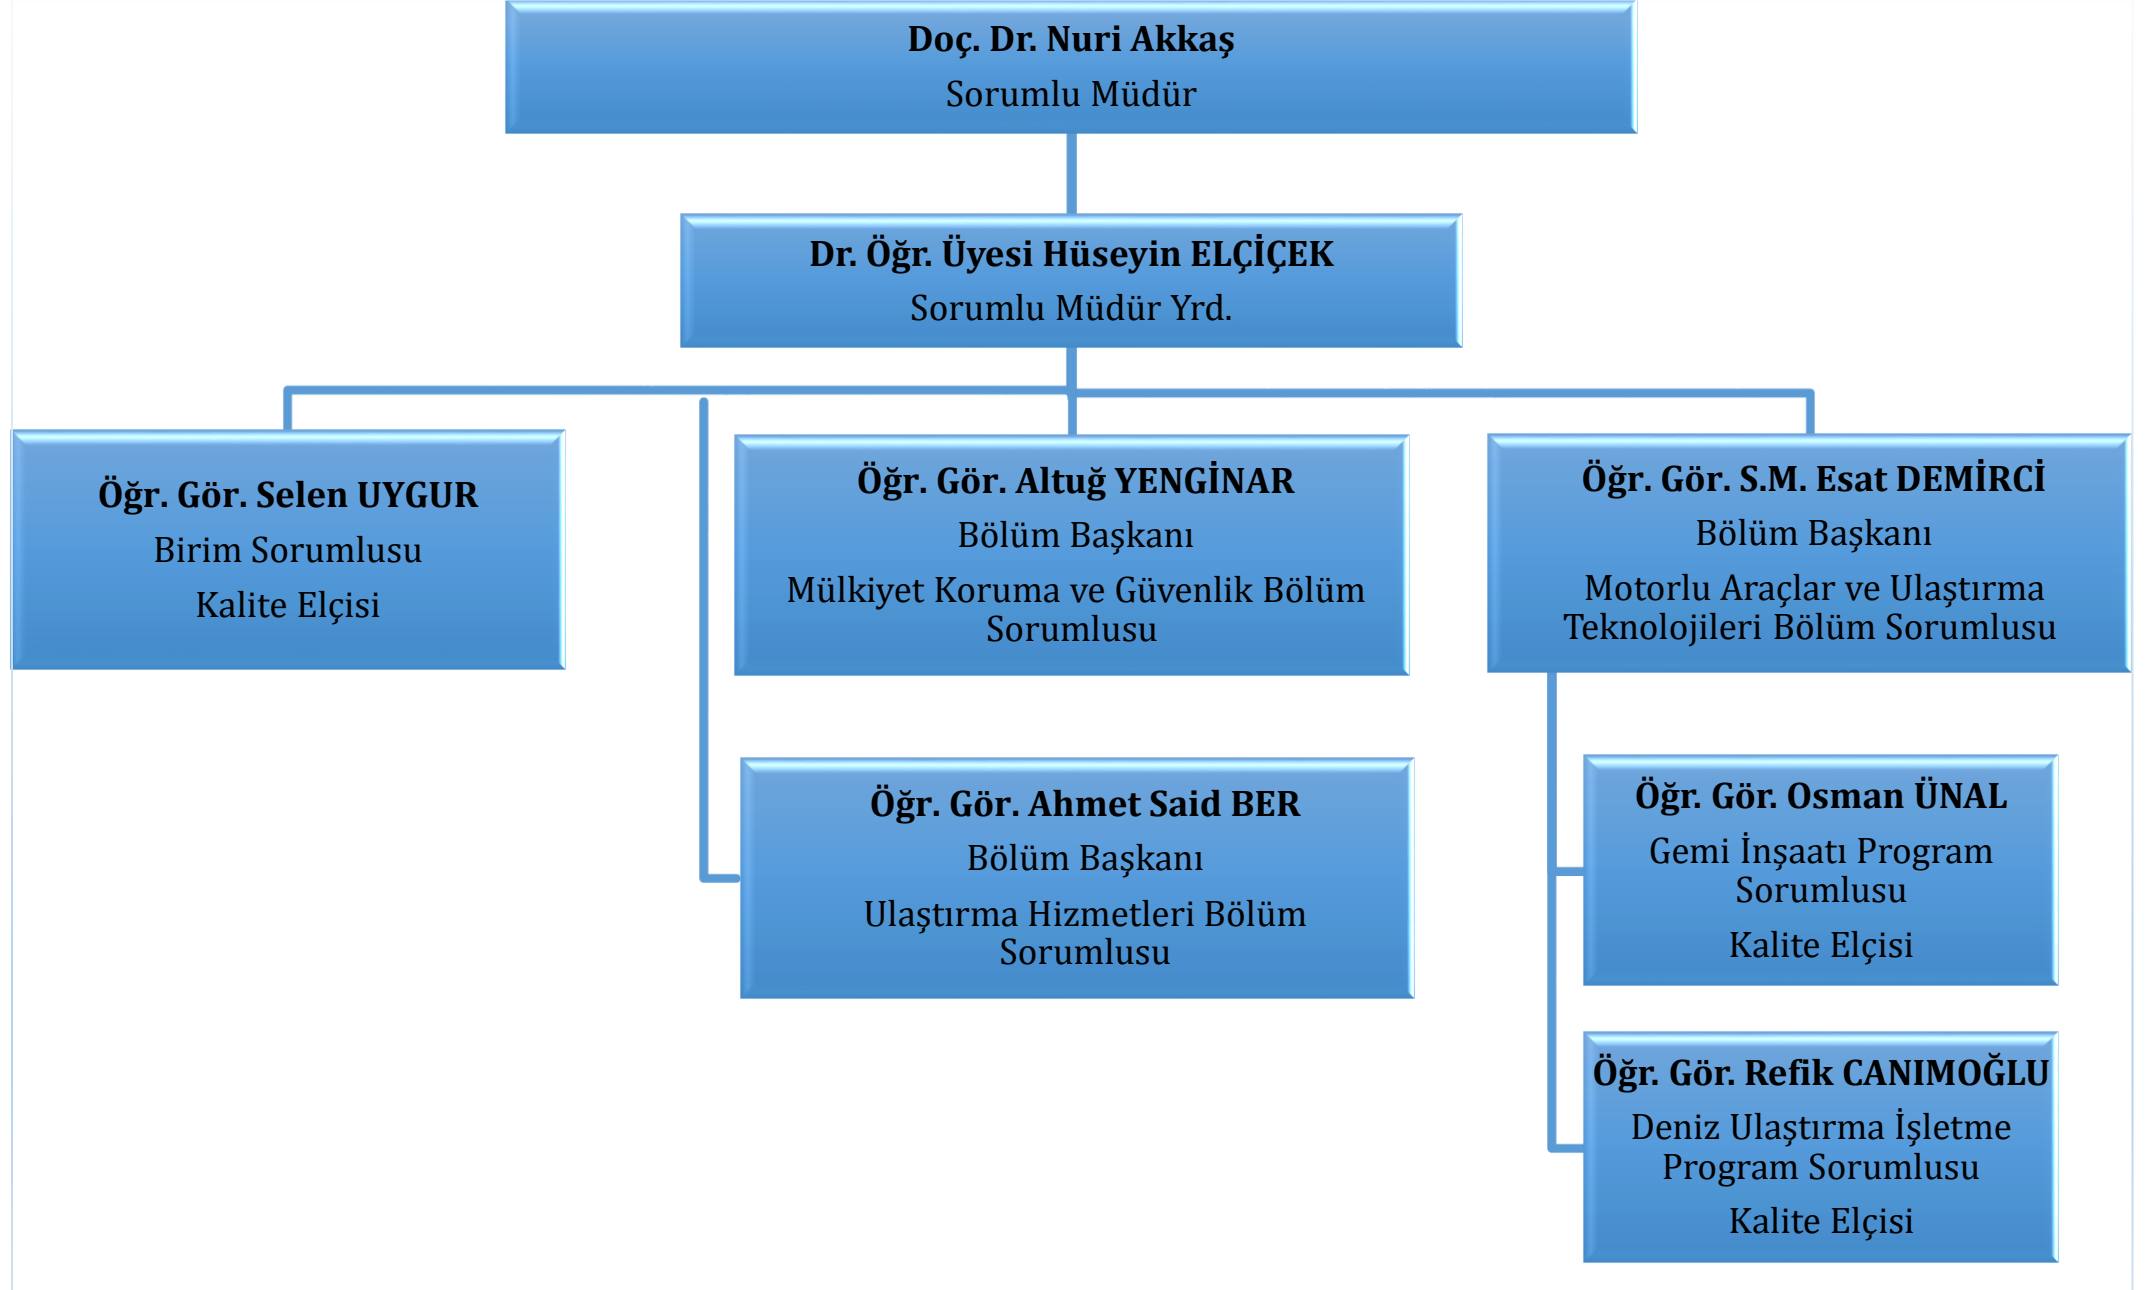 Doç. Dr. Nuri Akkaş
Sorumlu Müdür
Dr. Öğr. Üyesi Hüseyin ELÇİÇEK
Sorumlu Müdür Yrd.
Öğr. Gör. Selen UYGUR
Birim Sorumlusu
Kalite Elçisi
Öğr. Gör. Altuğ YENGİNAR
Bölüm Başkanı
Mülkiyet Koruma ve Güvenlik Bölüm
Sorumlusu
Öğr. Gör. S.M. Esat DEMİRCİ
Bölüm Başkanı
Motorlu Araçlar ve Ulaştırma
Teknolojileri Bölüm Sorumlusu
Öğr. Gör. Ahmet Said BER
Bölüm Başkanı
Ulaştırma Hizmetleri Bölüm
Sorumlusu
Öğr. Gör. Osman ÜNAL
Gemi İnşaatı Program
Sorumlusu
Kalite Elçisi
Öğr. Gör. Refik CANIMOĞLU
Deniz Ulaştırma İşletme
Program Sorumlusu
Kalite Elçisi